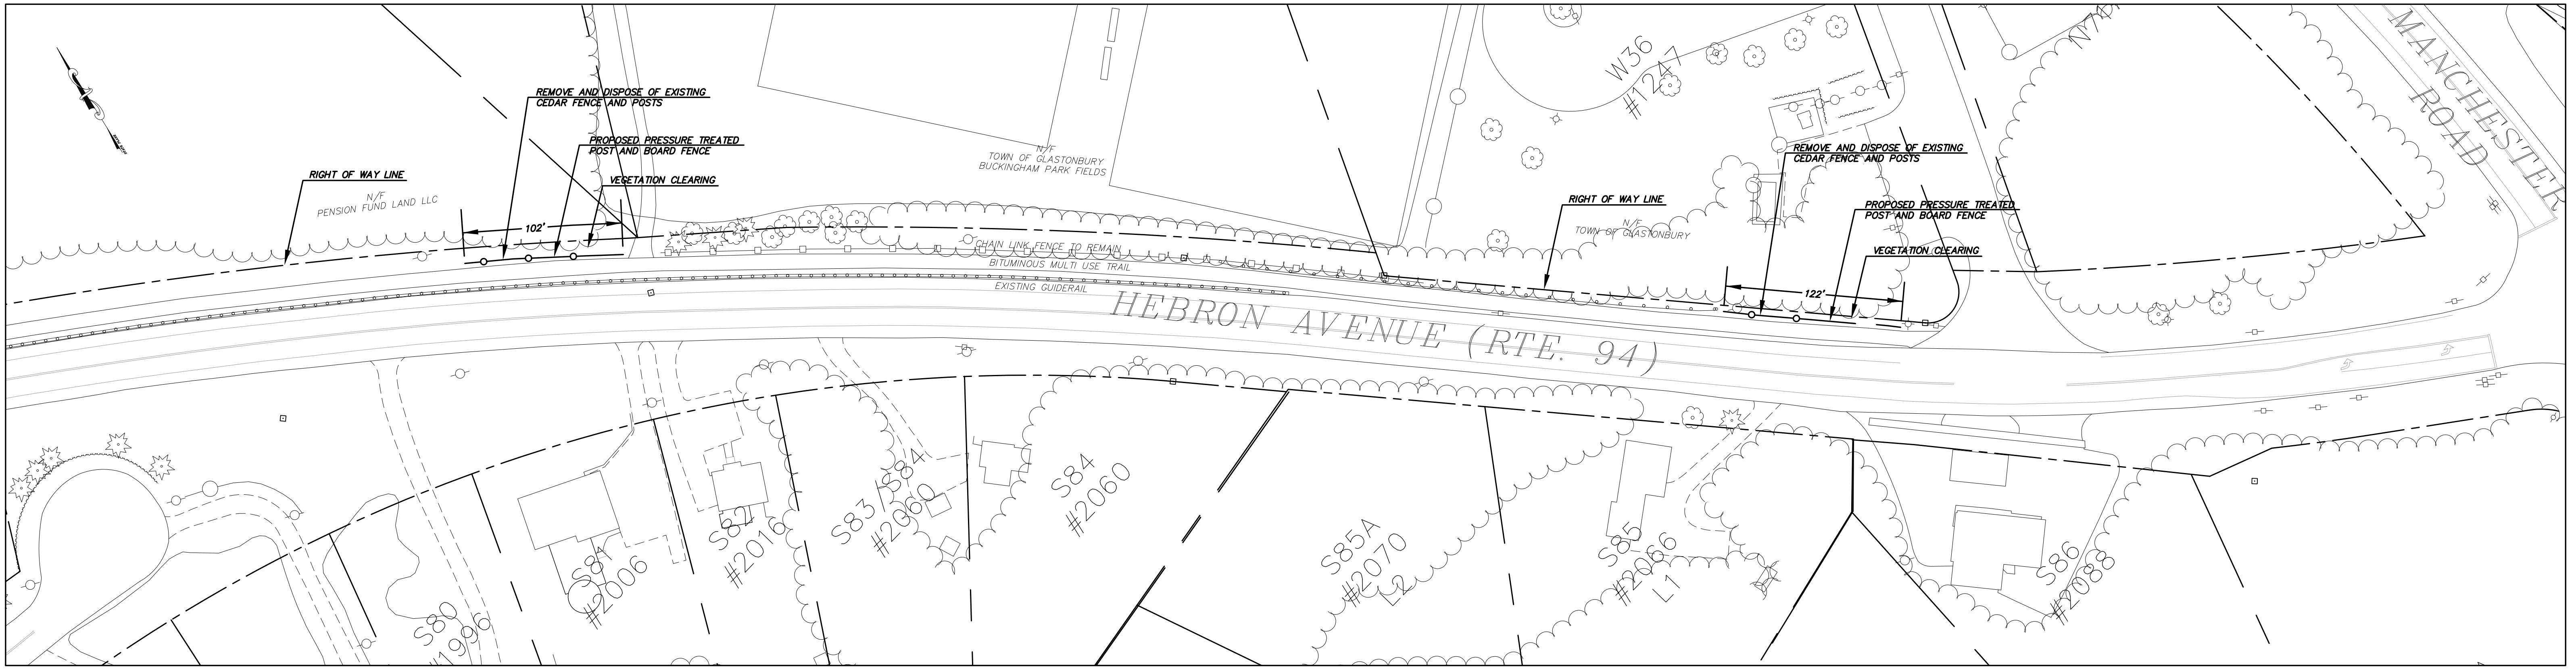 REMOVE AND DISPOSE OF EXISTING
CEDAR FENCE AND POSTS
PROPOSED PRESSURE TREATED
POST AND BOARD FENCE
VEGETATION CLEARING
RIGHT OF WAY LINE
N/F
PENSION FUND LAND LLC
102'
N/F
TOWN OF GLASTONBURY
BUCKINGHAM PARK FIELDS
CHAIN LINK FENCE TO REMAIN
BITUMINOUS MULTI USE TRAIL
EXISTING GUIDERAIL
HEBRON AVENUE (RTE. 94)
W36
#1247
RIGHT OF WAY LINE
N/F
TOWN OF GLASTONBURY
REMOVE AND DISPOSE OF EXISTING
CEDAR FENCE AND POSTS
PROPOSED PRESSURE TREATED
POST AND BOARD FENCE
VEGETATION CLEARING
122'
MANCHESTER
ROAD
S80
#1996
S81
#2006
S82
#2016
S83/S84
#2060
S84
#2060
S85A
#2070
L2
S85
#2066
L1
S86
#2088